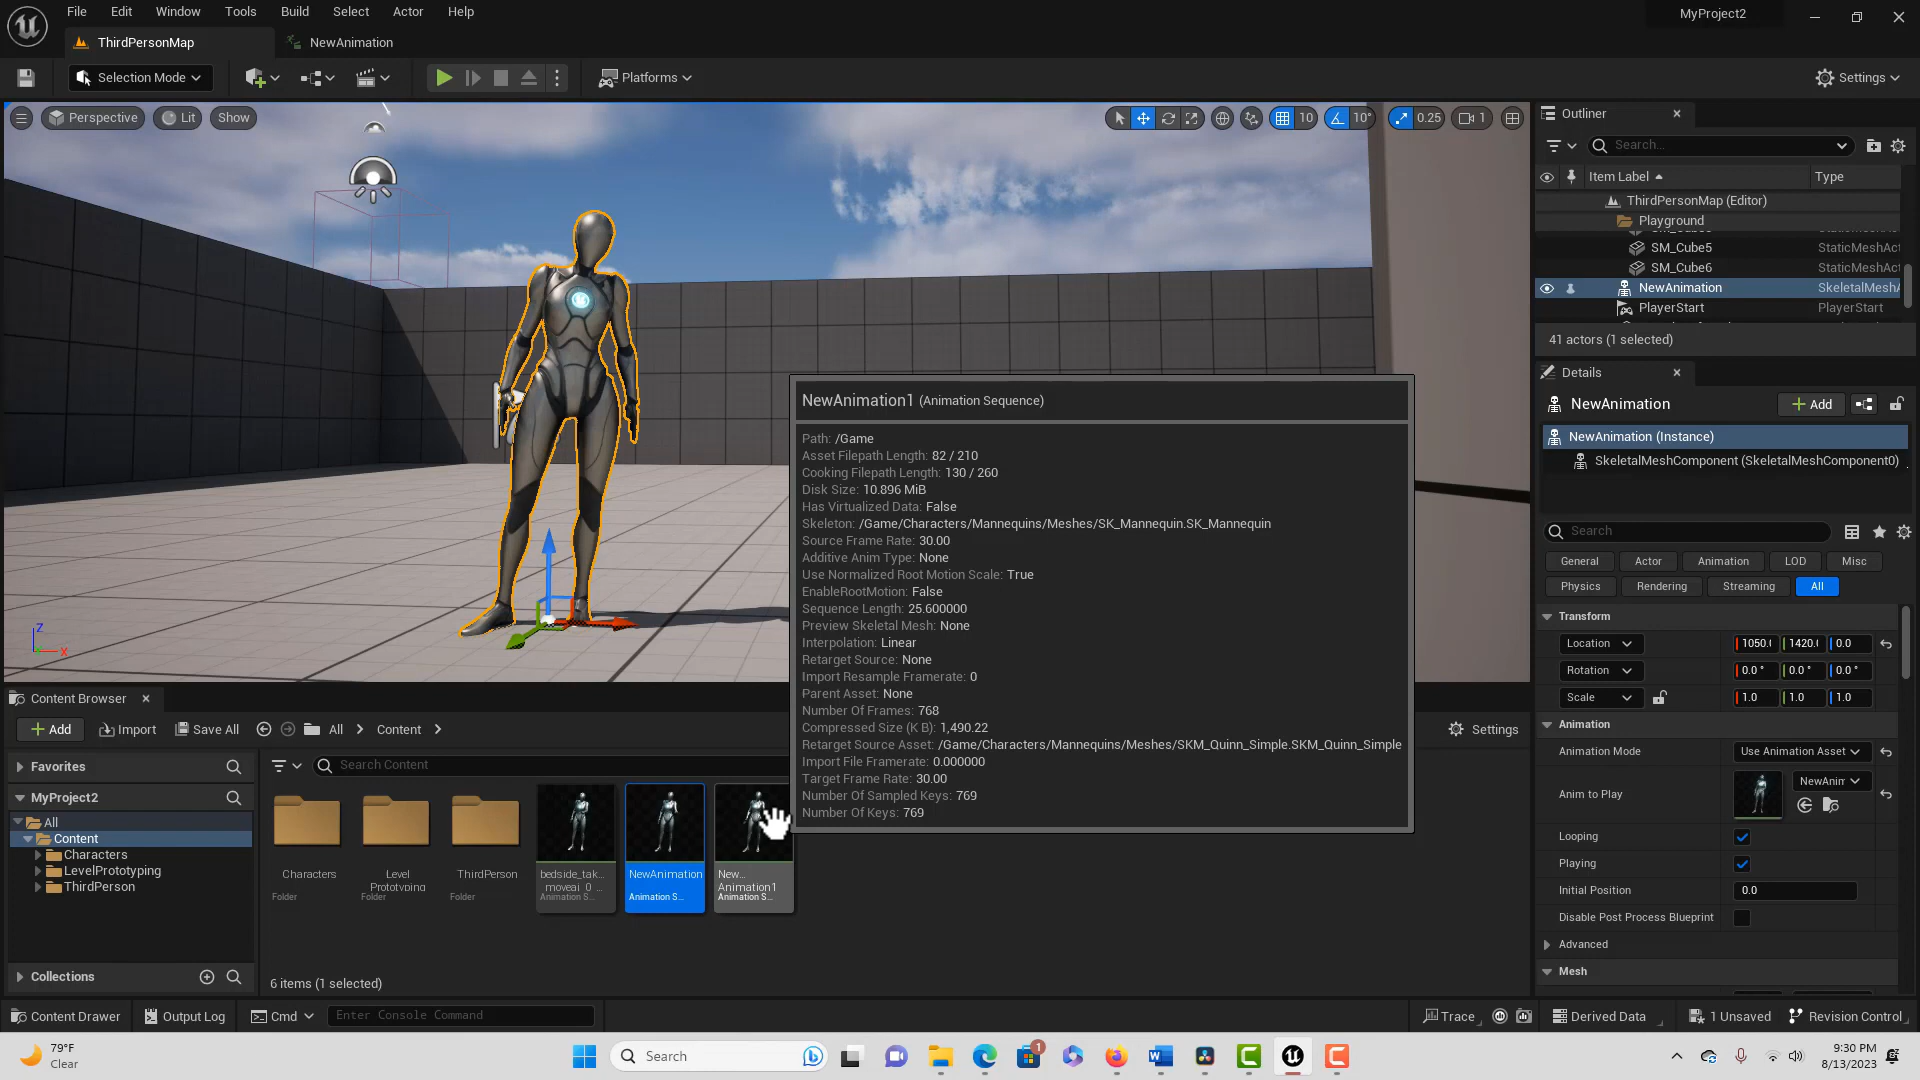 File Edit Window Tools Build Select Actor Help
MyProject2
ThirdPersonMap
NewAnimation
Selection Mode
Platforms
Settings
Perspective
Lit
Show
10
10°
0.25
1
Outliner
Search...
Item Label
Type
ThirdPersonMap (Editor)
Playground
SM_Cube5
StaticMeshAct
SM_Cube6
StaticMeshAct
NewAnimation
SkeletalMeshA
PlayerStart
PlayerStart
41 actors (1 selected)
Details
NewAnimation
Add
NewAnimation (Instance)
SkeletalMeshComponent (SkeletalMeshComponent0)
Search
General
Actor
Animation
LOD
Misc
Physics
Rendering
Streaming
All
Transform
Location
1050.0
1420.0
0.0
Rotation
0.0 °
0.0 °
0.0 °
Scale
1.0
1.0
1.0
Animation
Animation Mode
Use Animation Asset
Anim to Play
NewAnim
Looping
Playing
Initial Position
0.0
Disable Post Process Blueprint
Advanced
Mesh
NewAnimation1 (Animation Sequence)
Path: /Game
Asset Filepath Length: 82 / 210
Cooking Filepath Length: 130 / 260
Disk Size: 10.896 MiB
Has Virtualized Data: False
Skeleton: /Game/Characters/Mannequins/Meshes/SK_Mannequin.SK_Mannequin
Source Frame Rate: 30.00
Additive Anim Type: None
Use Normalized Root Motion Scale: True
EnableRootMotion: False
Sequence Length: 25.600000
Preview Skeletal Mesh: None
Interpolation: Linear
Retarget Source: None
Import Resample Framerate: 0
Parent Asset: None
Number Of Frames: 768
Compressed Size (K B): 1,490.22
Retarget Source Asset: /Game/Characters/Mannequins/Meshes/SKM_Quinn_Simple.SKM_Quinn_Simple
Import File Framerate: 0.000000
Target Frame Rate: 30.00
Number Of Sampled Keys: 769
Number Of Keys: 769
Z
X
Content Browser
Add
Import
Save All
All
Content
Settings
Favorites
MyProject2
All
Content
Characters
LevelPrototyping
ThirdPerson
Collections
Search Content
Characters
Folder
Level
Prototyping
Folder
ThirdPerson
Folder
bedside_tak...
moveai_0_...
Animation S...
NewAnimation
Animation S...
New...
Animation1
Animation S...
6 items (1 selected)
Content Drawer
Output Log
Cmd
Enter Console Command
Trace
Derived Data
1 Unsaved
Revision Control
79°F
Clear
Search
1
9:30 PM
8/13/2023